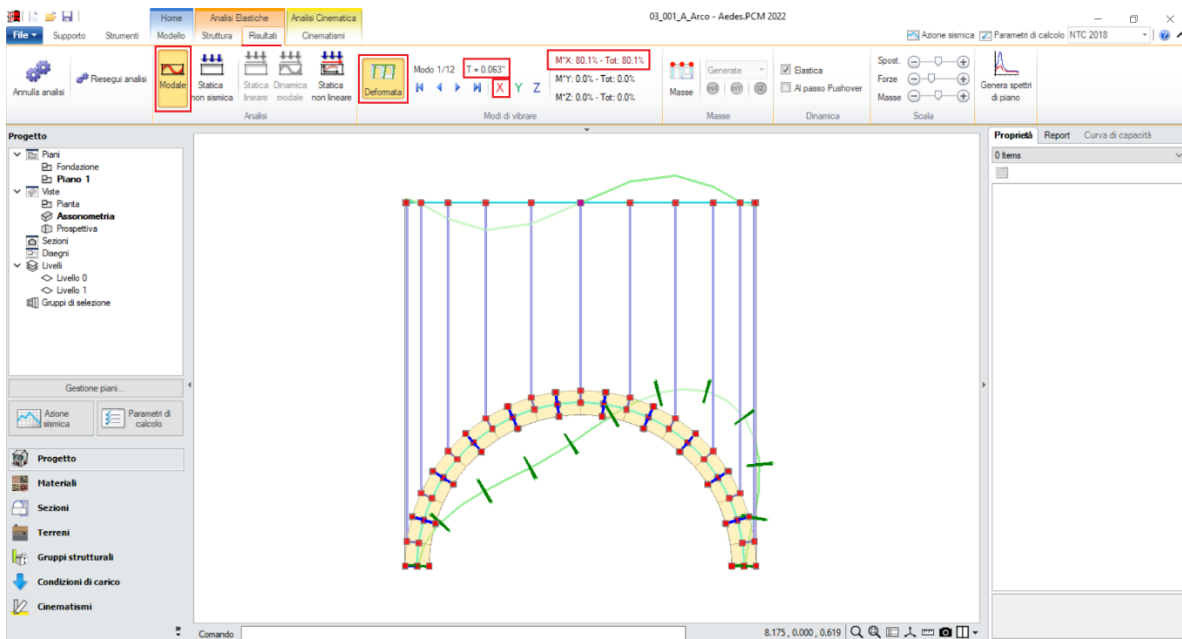 03_001_A_Arco - Aedes.PCM 2022
Home Analisi Elastiche Analisi Cinematica
File Supporto Strumenti Modello Struttura Risultati Cinematismi
Azione sismica Parametri di calcolo NTC 2018
Annulla analisi
Riesegui analisi
Modale
Statica non sismica
Statica lineare
Dinamica modale
Statica non lineare
Analisi
Deformata
Modo 1/12 T = 0.063"
X Y Z
M*X: 80.1% - Tot: 80.1%
M*Y: 0.0% - Tot: 0.0%
M*Z: 0.0% - Tot: 0.0%
Modi di vibrare
Masse
Generate
Masse
Elastica
Al passo Pushover
Dinamica
Spost.
Forze
Masse
Scala
Genera spettri di piano
Progetto
Piani
Fondazione
Piano 1
Viste
Pianta
Assonometria
Prospettiva
Sezioni
Disegni
Livelli
Livello 0
Livello 1
Gruppi di selezione
Gestione piani...
Azione sismica
Parametri di calcolo
Progetto
Materiali
Sezioni
Terreni
Gruppi strutturali
Condizioni di carico
Cinematismi
Proprietà Report Curva di capacità
0 Items
Comando
8.175 , 0.000 , 0.619